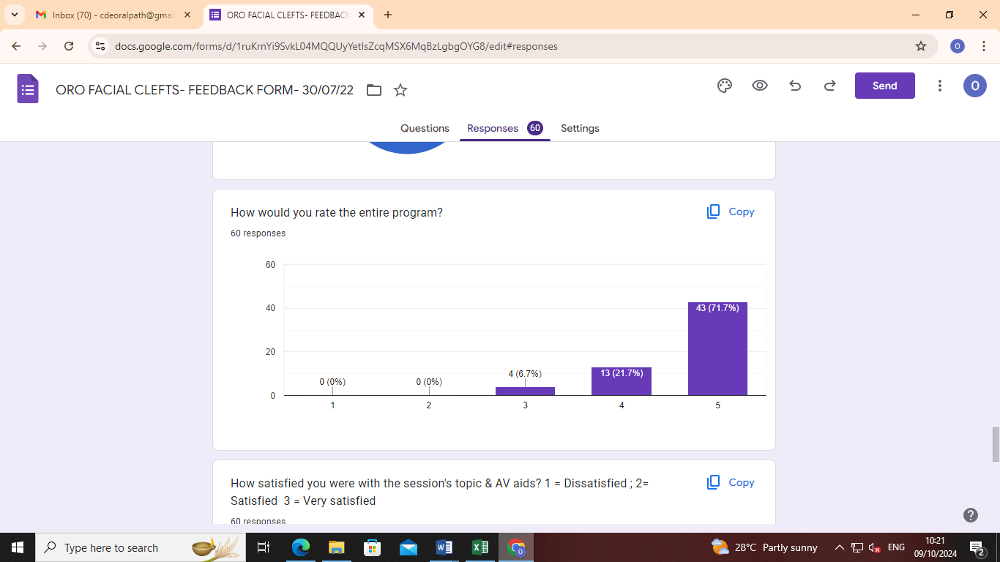 Inbox (70) - cdeoralpath@gmai
ORO FACIAL CLEFTS- FEEDBACK
docs.google.com/forms/d/1ruKrnYi9SvkL04MQQUyYetIsZcqMSX6MqBzLgbgOYG8/edit#responses
O
ORO FACIAL CLEFTS- FEEDBACK FORM- 30/07/22
Send
O
Questions
Responses 60
Settings
How would you rate the entire program?
Copy
60 responses
60
40
20
0
0 (0%)
0 (0%)
4 (6.7%)
13 (21.7%)
43 (71.7%)
1
2
3
4
5
How satisfied you were with the session's topic & AV aids? 1 = Dissatisfied ; 2=
Satisfied  3 = Very satisfied
Copy
60 responses
Type here to search
28°C Partly sunny
ENG
10:21
09/10/2024
2